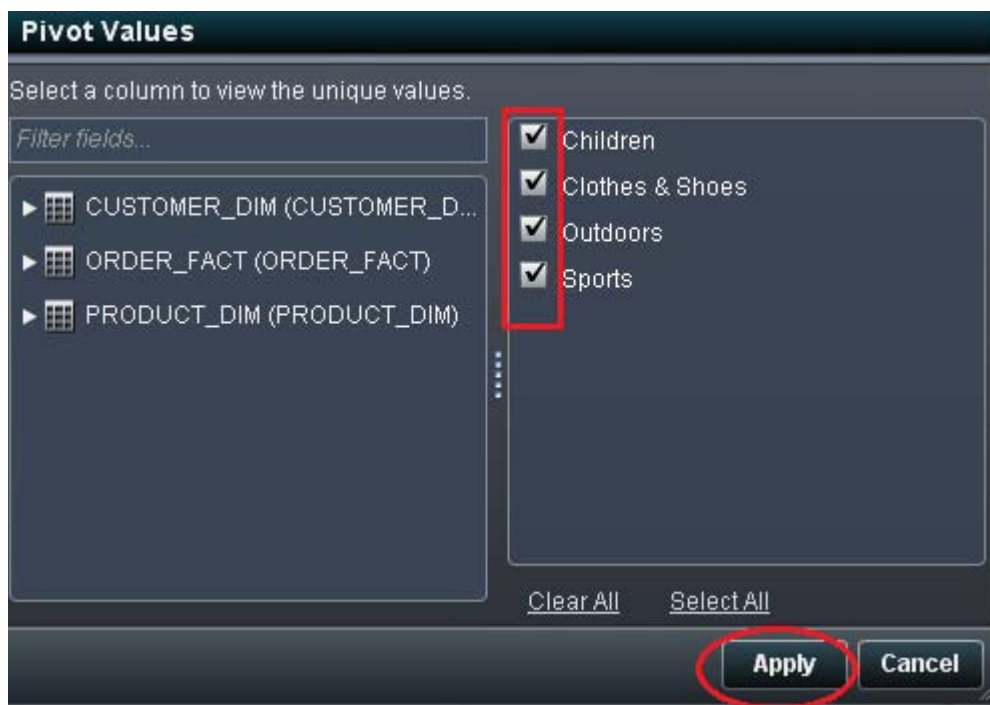 Pivot Values
Select a column to view the unique values.
Filter fields...
CUSTOMER_DIM (CUSTOMER_D...
ORDER_FACT (ORDER_FACT)
PRODUCT_DIM (PRODUCT_DIM)
Children
Clothes & Shoes
Outdoors
Sports
Clear All Select All
Apply Cancel